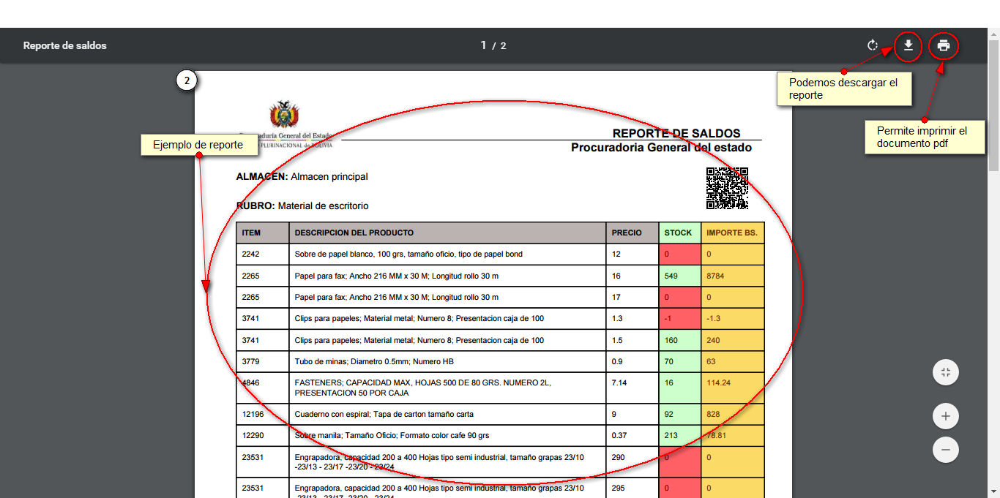 Reporte de saldos
1 / 2
Podemos descargar el
reporte
Permite imprimir el
documento pdf
2
Ejemplo de reporte
aduría General del Estado
PLURINACIONAL de BOLIVIA
REPORTE DE SALDOS
Procuradoria General del estado
ALMACEN: Almacen principal
RUBRO: Material de escritorio
ITEM DESCRIPCION DEL PRODUCTO PRECIO STOCK IMPORTE BS.
2242 Sobre de papel blanco, 100 grs, tamaño oficio, tipo de papel bond 12 0 0
2265 Papel para fax; Ancho 216 MM x 30 M; Longitud rollo 30 m 16 549 8784
2265 Papel para fax; Ancho 216 MM x 30 M; Longitud rollo 30 m 17 0 0
3741 Clips para papeles; Material metal; Numero 8; Presentacion caja de 100 1.3 -1 -1.3
3741 Clips para papeles; Material metal; Numero 8; Presentacion caja de 100 1.5 160 240
3779 Tubo de minas; Diametro 0.5mm; Numero HB 0.9 70 63
4846 FASTENERS; CAPACIDAD MAX, HOJAS 500 DE 80 GRS. NUMERO 2L, 7.14 16 114.24
PRESENTACION 50 POR CAJA
12196 Cuaderno con espiral; Tapa de carton tamaño carta 9 92 828
12290 Sobre manila; Tamaño Oficio; Formato color cafe 90 grs 0.37 213 78.81
23531 Engrapadora, capacidad 200 a 400 Hojas tipo semi industrial, tamaño grapas 23/10 290 0 0
-23/13 - 23/17 -23/20 - 23/24
23531 Engrapadora, capacidad 200 a 400 Hojas tipo semi industrial, tamaño grapas 23/10 295 0 0
-23/13 - 23/17 -23/20 - 23/24